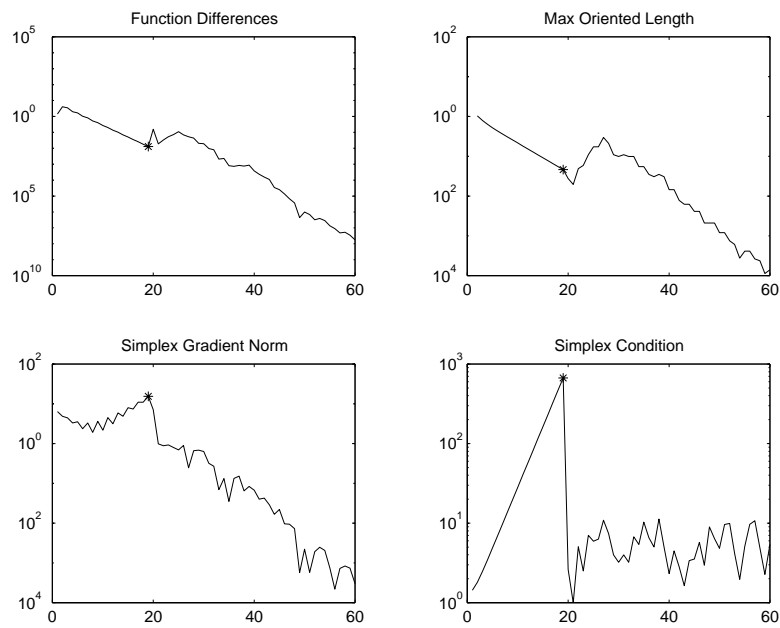 Function Differences
10^5
10^0
10^5
10^10
0 20 40 60
Max Oriented Length
10^2
10^0
10^2
10^4
0 20 40 60
Simplex Gradient Norm
10^2
10^0
10^2
10^4
0 20 40 60
Simplex Condition
10^3
10^2
10^1
10^0
0 20 40 60